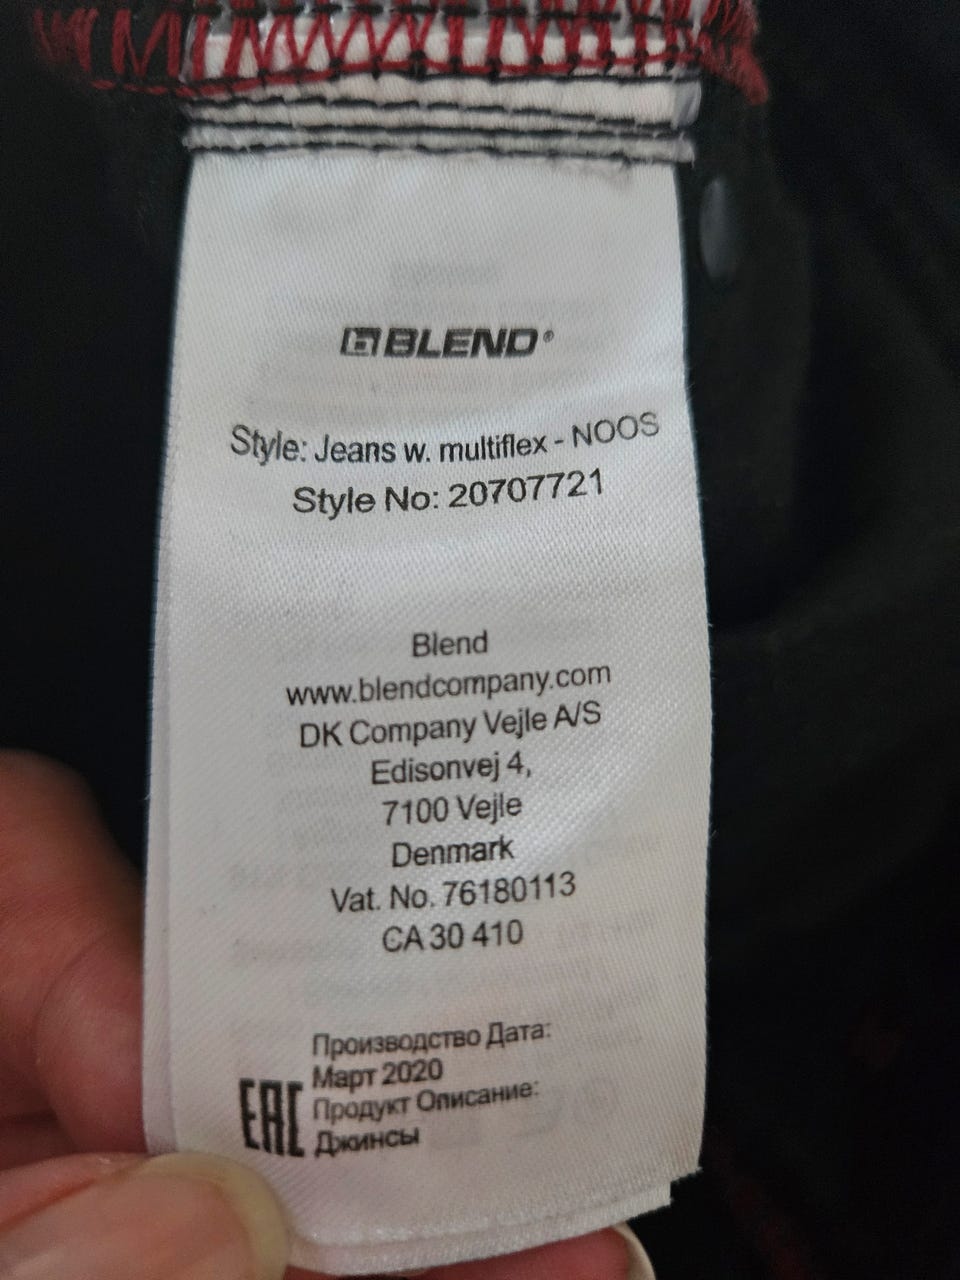 BLEND®
Style: Jeans w. multiflex - NOOS
Style No: 20707721
Blend
www.blendcompany.com
DK Company Vejle A/S
Edisonvej 4,
7100 Vejle
Denmark
Vat. No. 76180113
CA 30 410
Производство Дата:
Март 2020
Продукт Описание:
Джинсы
EAC